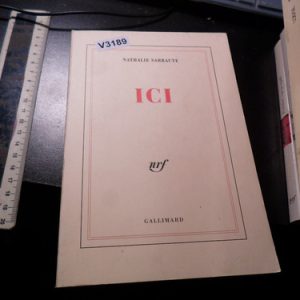 V3189
NATHALIE SARRAUTE
ICI
nrf
GALLIMARD